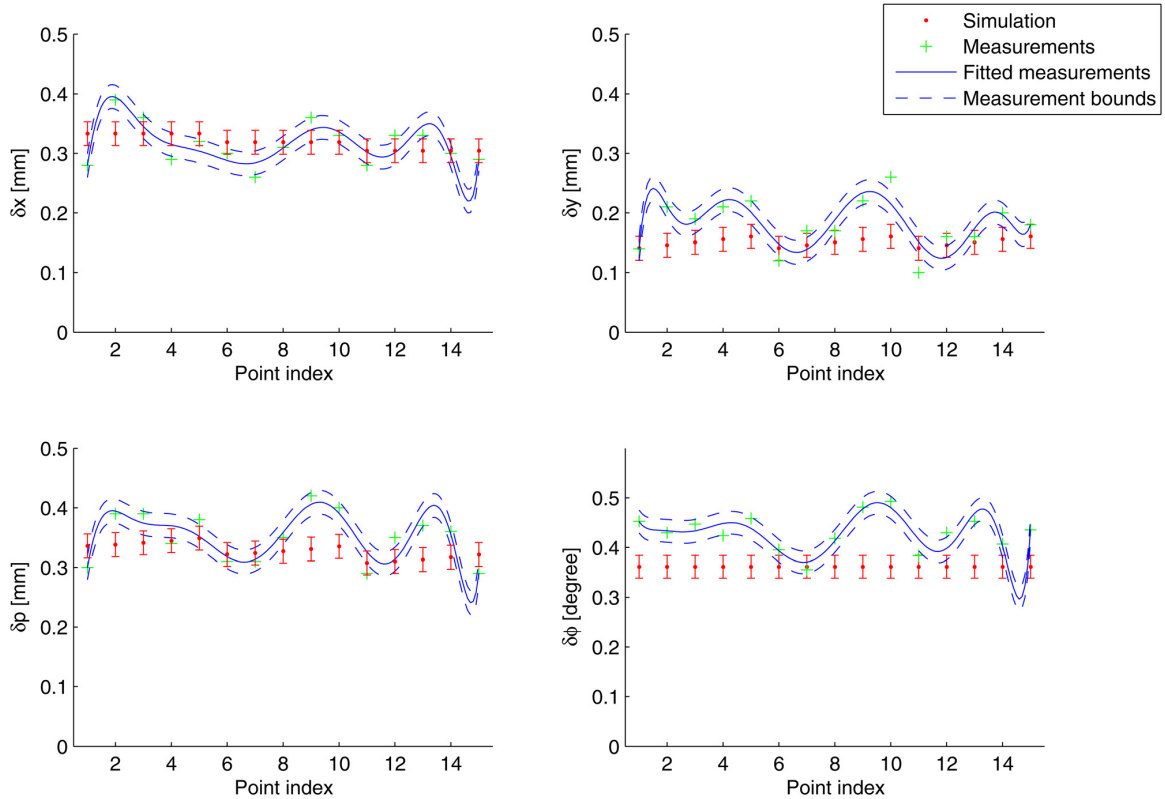 Simulation
Measurements
Fitted measurements
Measurement bounds
0.5
0.4
0.3
0.2
0.1
0
δx [mm]
2 4 6 8 10 12 14
Point index
0.5
0.4
0.3
0.2
0.1
0
δy [mm]
2 4 6 8 10 12 14
Point index
0.5
0.4
0.3
0.2
0.1
0
δp [mm]
2 4 6 8 10 12 14
Point index
0.5
0.4
0.3
0.2
0.1
0
δϕ [degree]
2 4 6 8 10 12 14
Point index